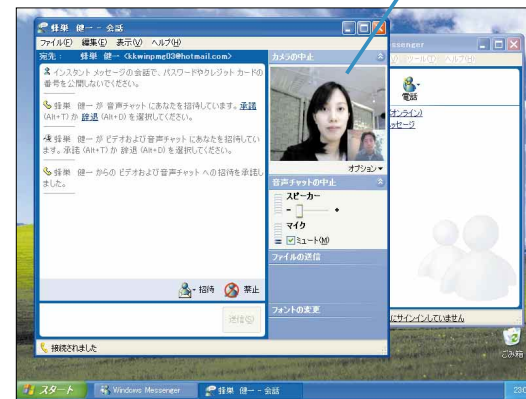 蜂巣 健一 - 会話
ファイル(F) 編集(E) 表示(V) ヘルプ(H)
宛先： 蜂巣 健一 <kkwinpme03@hotmail.com>
インスタント メッセージの会話で、パスワードやクレジット カードの
番号を公開しないでください。
蜂巣 健一 が 音声チャット にあなたを招待しています。承諾
(Alt+T) か 辞退 (Alt+D) を選択してください。
蜂巣 健一 が ビデオおよび音声チャット にあなたを招待してい
ます。承諾 (Alt+T) か 辞退 (Alt+D) を選択してください。
蜂巣 健一 からの ビデオおよび音声チャット への招待を承諾し
ました。
招待 禁止
送信(S)
接続されました
カメラの中止
オプション
音声チャットの中止
スピーカー
マイク
ミュート(M)
ファイルの送信
フォントの変更
ssenger
ツール(T) ヘルプ(H)
電話
オンライン)
ッセージ
にサインインしていません
ごみ箱
スタート
Windows Messenger
蜂巣 健一 - 会話